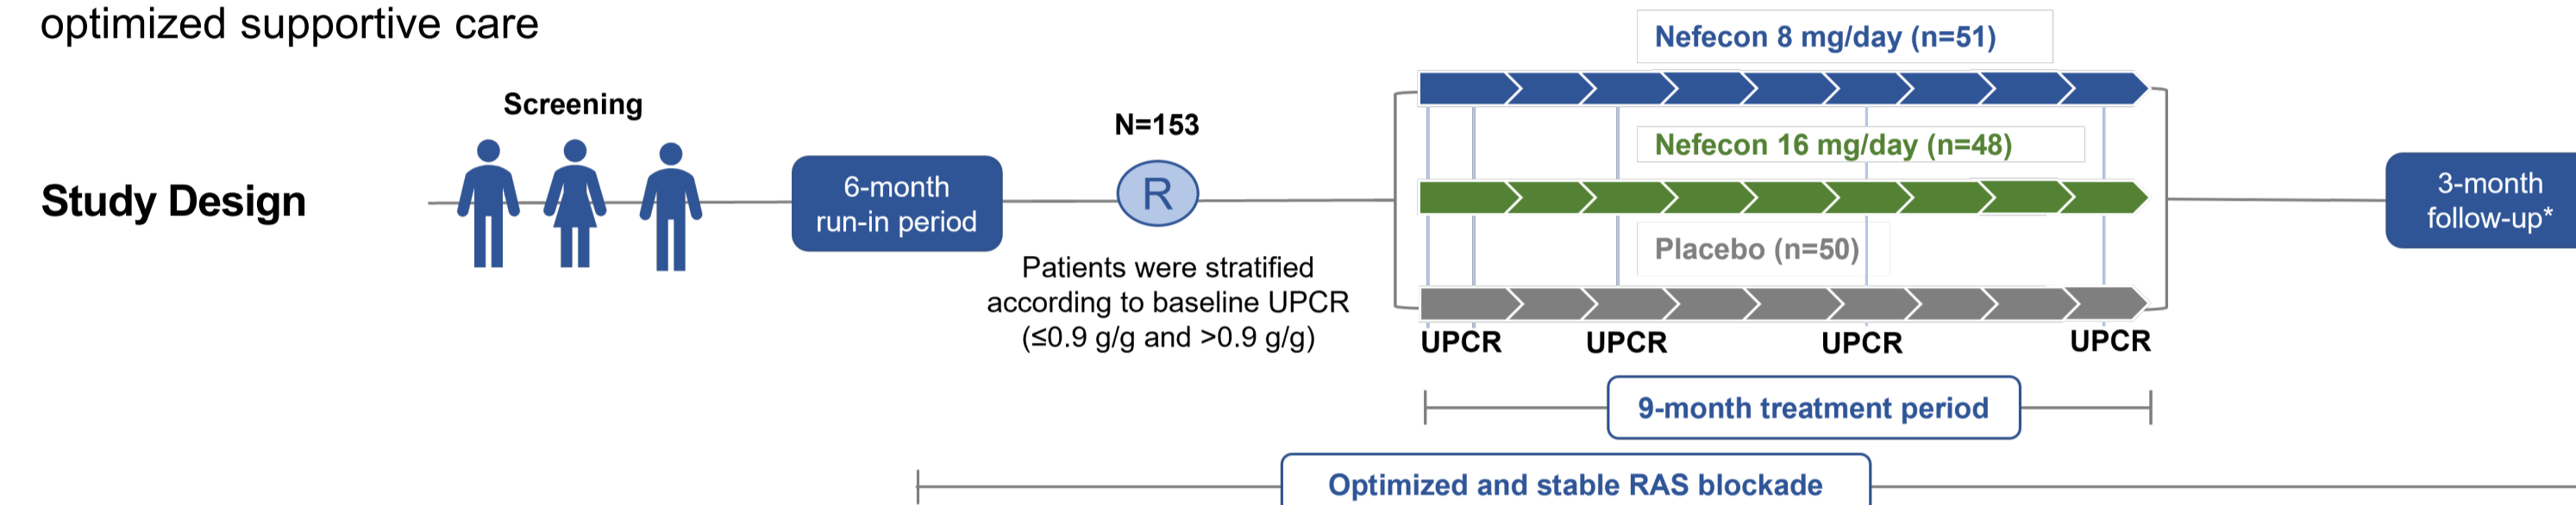 optimized supportive care
Study Design
Screening
6-month
run-in period
N=153
R
Patients were stratified
according to baseline UPCR
(≤0.9 g/g and >0.9 g/g)
Nefecon 8 mg/day (n=51)
Nefecon 16 mg/day (n=48)
Placebo (n=50)
UPCR UPCR UPCR UPCR
9-month treatment period
3-month
follow-up*
Optimized and stable RAS blockade